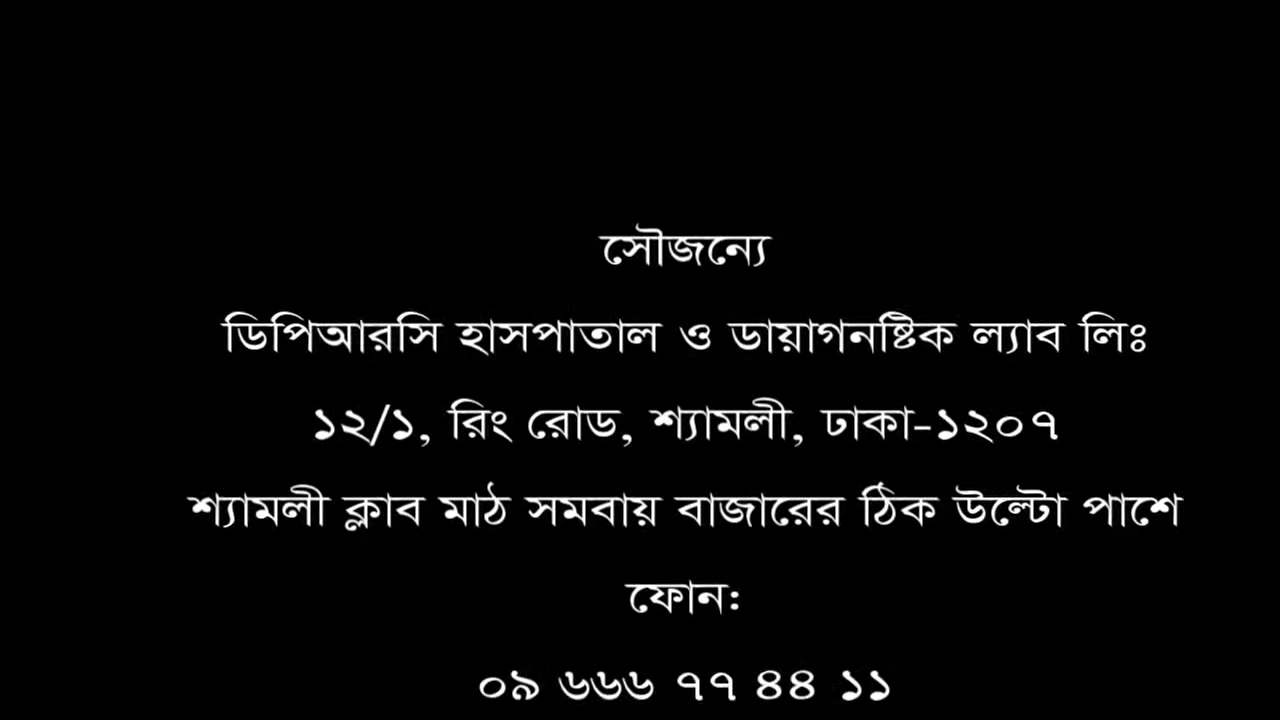 সৌজন্যে
ডিপিআরসি হাসপাতাল ও ডায়াগনষ্টিক ল্যাব লিঃ
১২/১, রিং রোড, শ্যামলী, ঢাকা-১২০৭
শ্যামলী ক্লাব মাঠ সমবায় বাজারের ঠিক উল্টো পাশে
ফোন:
০৯ ৬৬৬ ৭৭ ৪৪ ১১